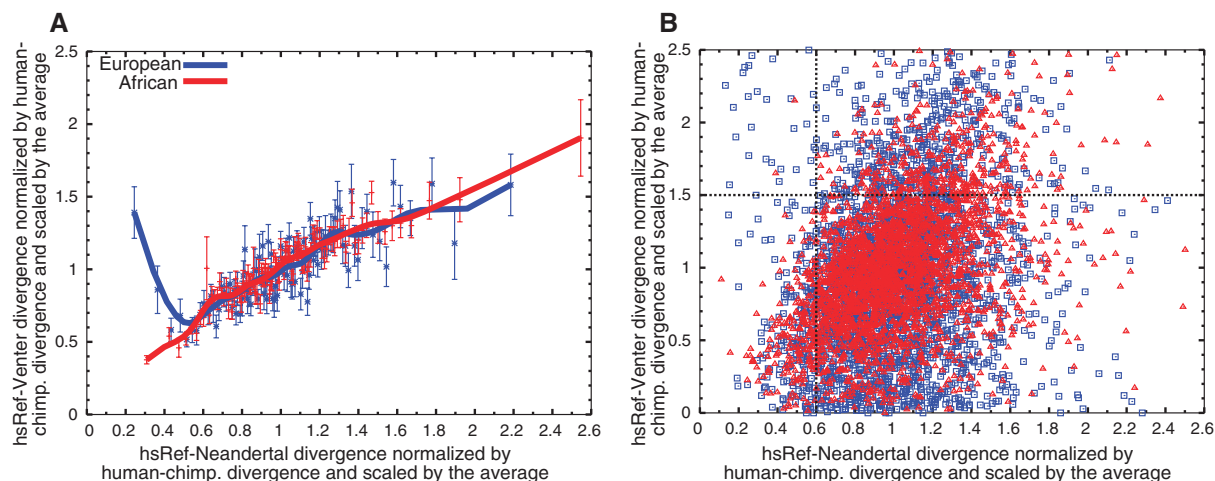 A
hsRef-Venter divergence normalized by human-
chimp. divergence and scaled by the average
2.5
2
1.5
1
0.5
0
European
African
0 0.2 0.4 0.6 0.8 1 1.2 1.4 1.6 1.8 2 2.2 2.4 2.6
hsRef-Neandertal divergence normalized by
human-chimp. divergence and scaled by the average
B
hsRef-Venter divergence normalized by human-
chimp. divergence and scaled by the average
2.5
2
1.5
1
0.5
0
0 0.2 0.4 0.6 0.8 1 1.2 1.4 1.6 1.8 2 2.2 2.4 2.6
hsRef-Neandertal divergence normalized by
human-chimp. divergence and scaled by the average